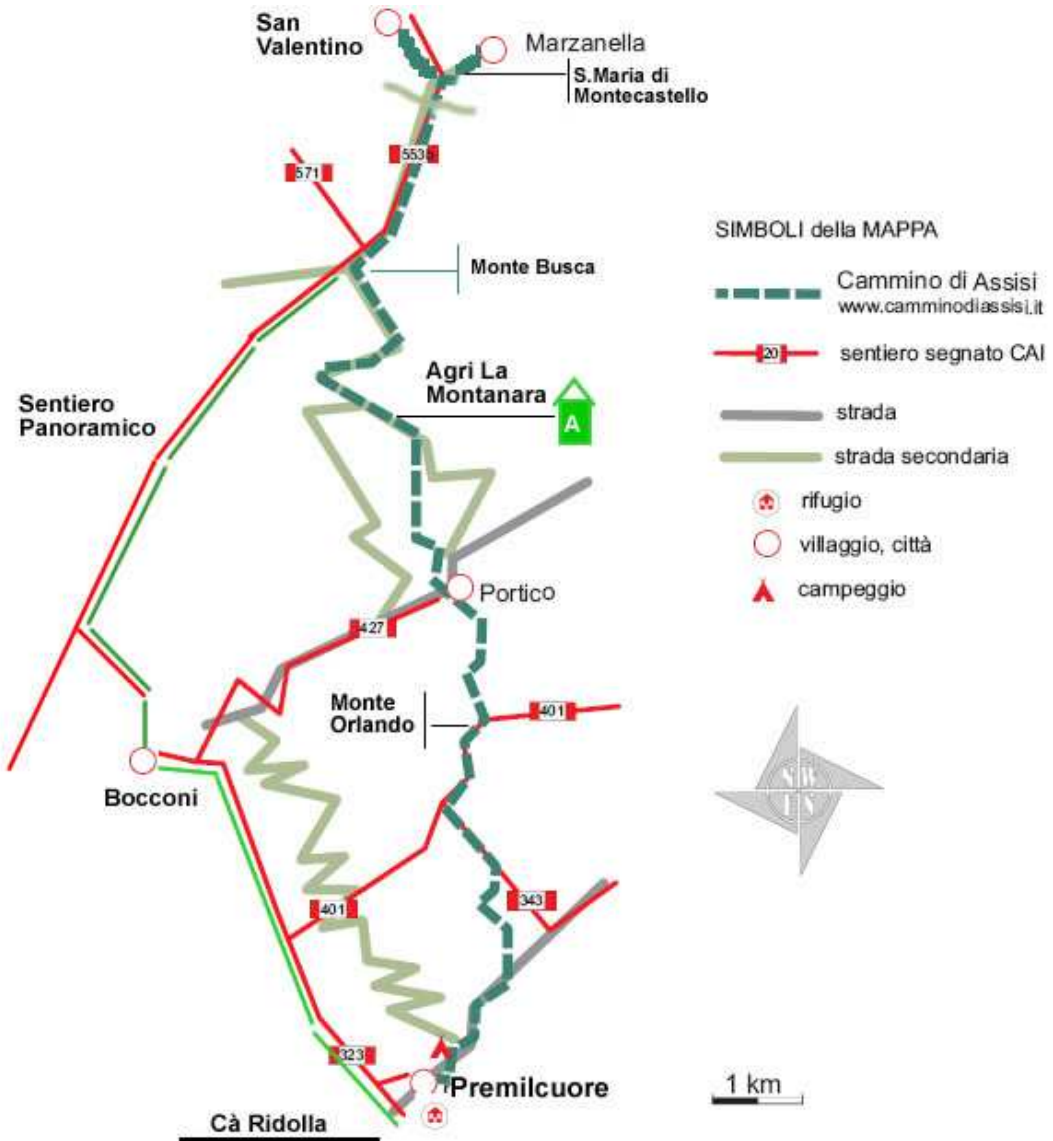 San
Valentino
Marzanella
S.Maria di
Montecastello
553b
571
SIMBOLI della MAPPA
Monte Busca
Cammino di Assisi
www.camminodiassisi.it
20
sentiero segnato CAI
Agri La
Montanara
A
Sentiero
Panoramico
strada
strada secondaria
rifugio
villaggio, città
Portico
campeggio
427
Monte
Orlando
401
Bocconi
343
401
323
Premilcuore
1 km
Cà Ridolla